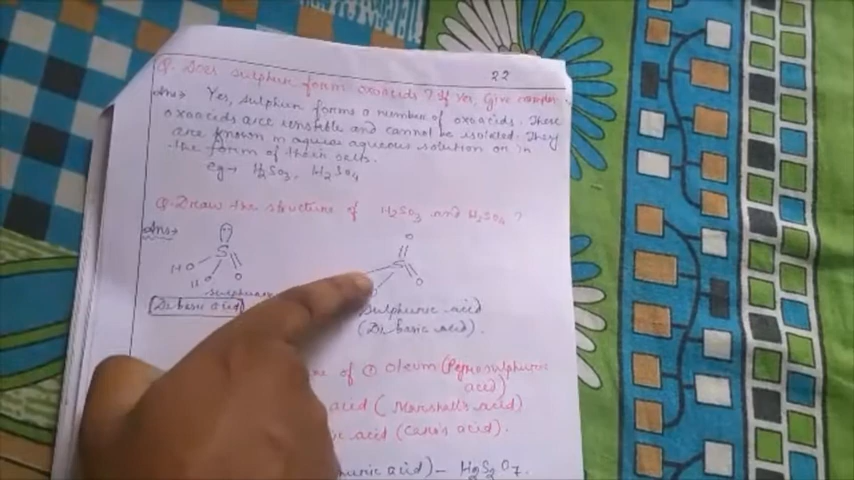 22
Q. Does sulphur form oxoacids ? If Yes, Give
Ans→ Yes, sulphur forms a number of oxoacids. These
oxoacids are unstable and cannot be isolated. They
are known in aqueous solution or in
the form of their salts.
eg→ H2SO3, H2SO4
Q. Draw the structure of H2SO3 and H2SO4 ?
Ans→
O
S S
HO O O
HO
Sulphuric acid
Dibasic acid (Dibasic acid).
of ① Oleum (Pyrosulphuric
acid)
acid (Marshall's acid)
acid (Caro's acid).
acid) - H2S2O7.